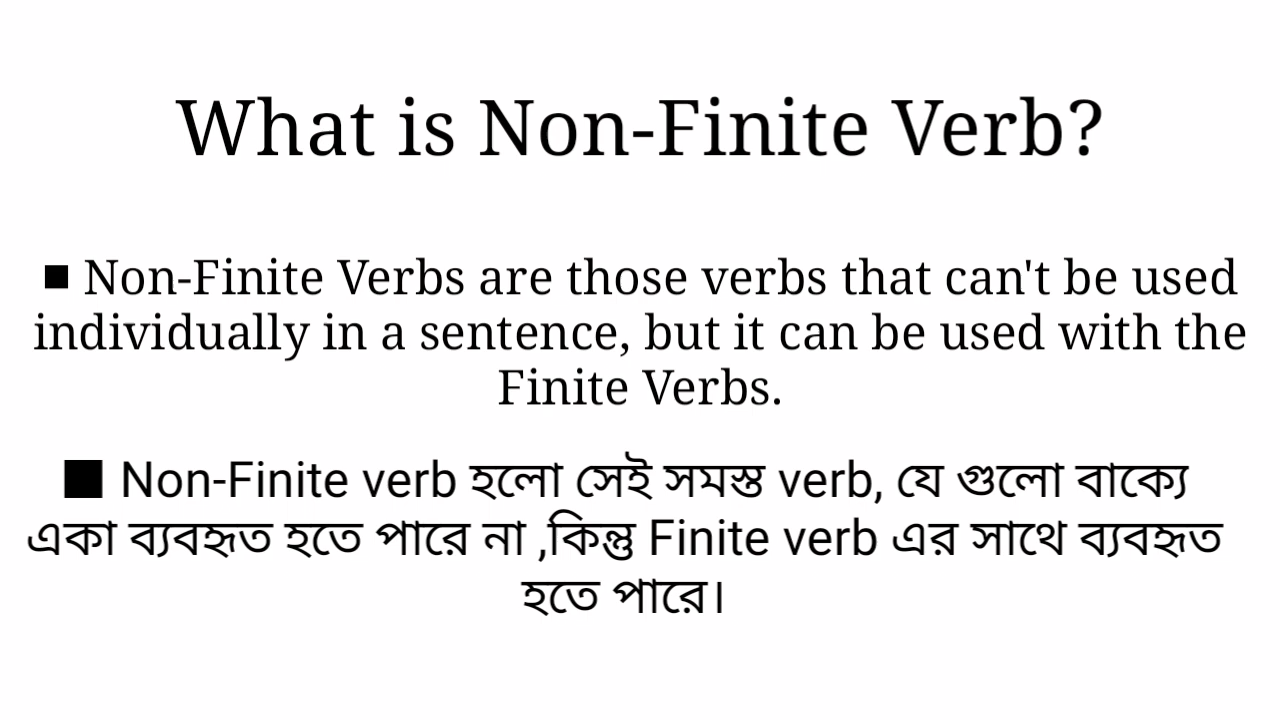 What is Non-Finite Verb?
■ Non-Finite Verbs are those verbs that can't be used
individually in a sentence, but it can be used with the
Finite Verbs.
■ Non-Finite verb হলো সেই সমস্ত verb, যে গুলো বাক্যে
একা ব্যবহৃত হতে পারে না ,কিন্তু Finite verb এর সাথে ব্যবহৃত
হতে পারে।